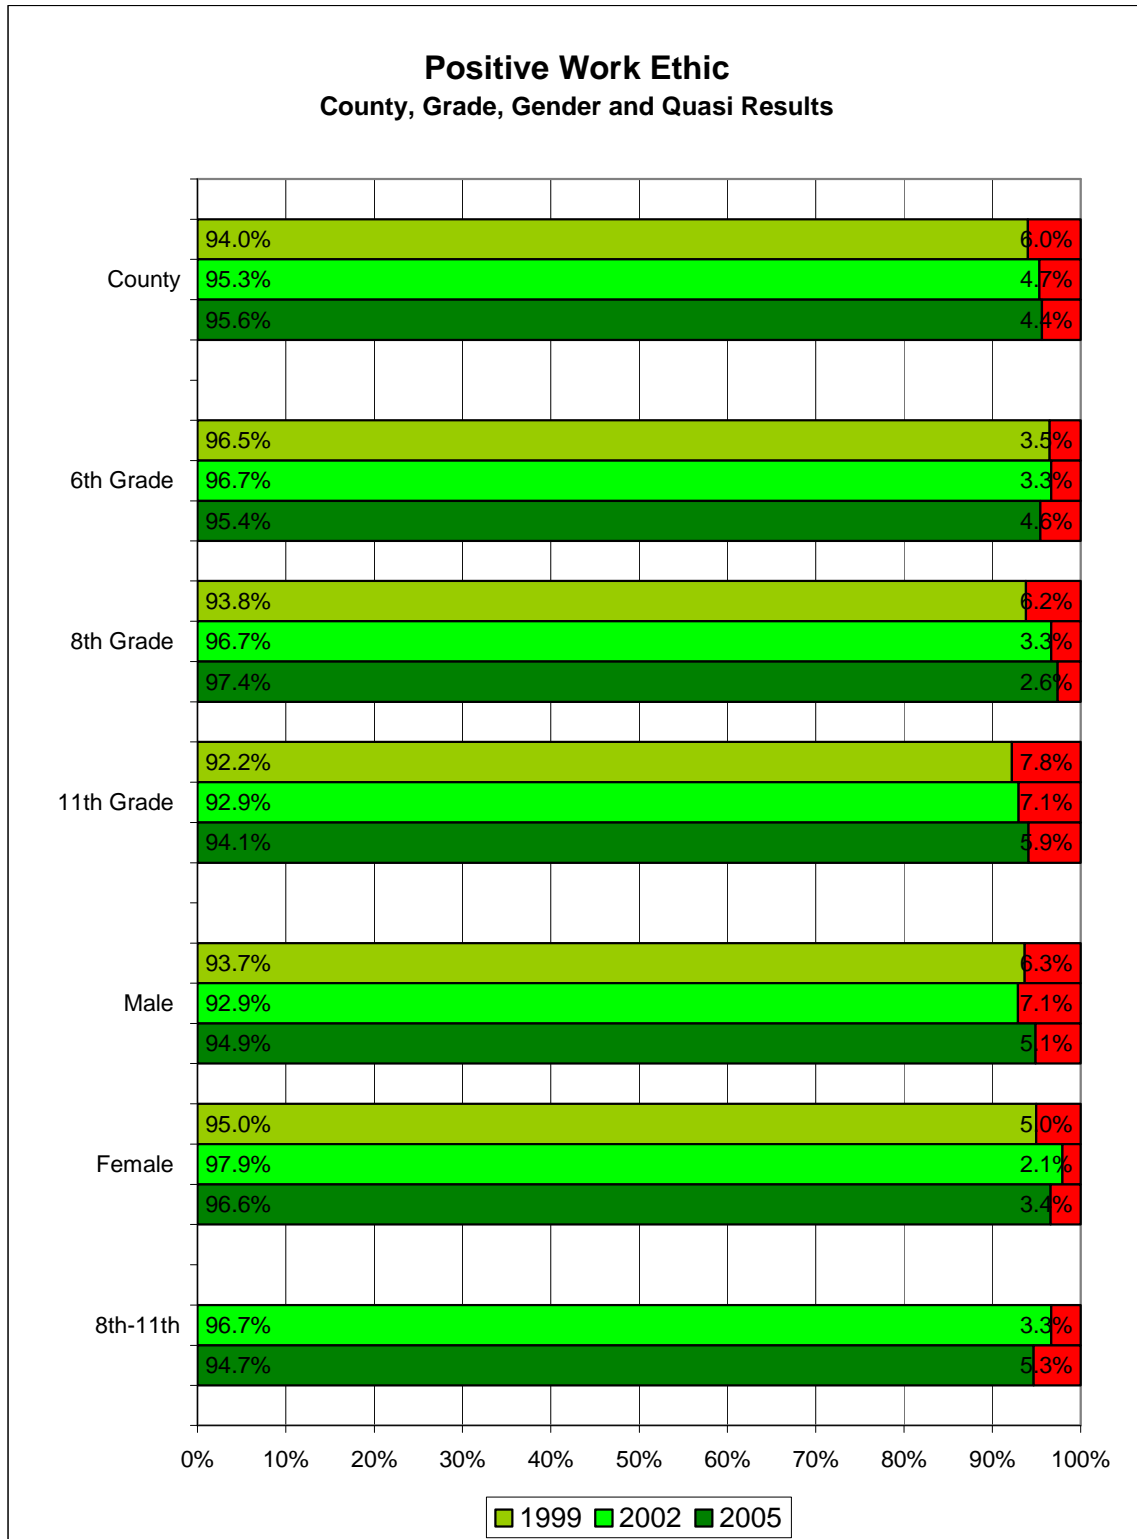 Positive Work Ethic
County, Grade, Gender and Quasi Results
94.0% 6.0%
County 95.3% 4.7%
95.6% 4.4%
96.5% 3.5%
6th Grade 96.7% 3.3%
95.4% 4.6%
93.8% 6.2%
8th Grade 96.7% 3.3%
97.4% 2.6%
92.2% 7.8%
11th Grade 92.9% 7.1%
94.1% 5.9%
93.7% 6.3%
Male 92.9% 7.1%
94.9% 5.1%
95.0% 5.0%
Female 97.9% 2.1%
96.6% 3.4%
8th-11th 96.7% 3.3%
94.7% 5.3%
0% 10% 20% 30% 40% 50% 60% 70% 80% 90% 100%
1999 2002 2005